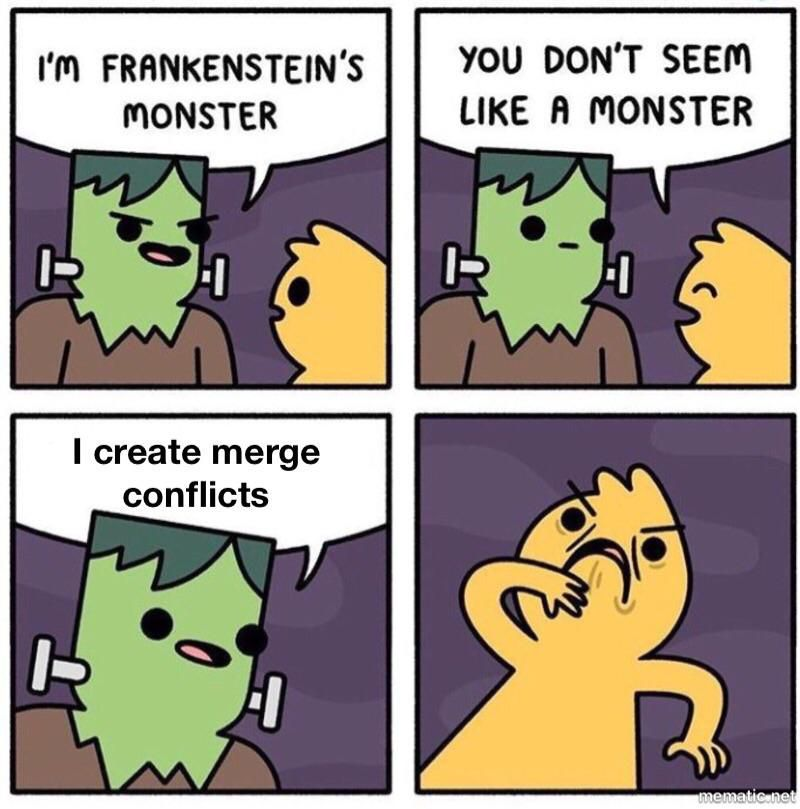 I'M FRANKENSTEIN'S
MONSTER
YOU DON'T SEEM
LIKE A MONSTER
I create merge
conflicts
mematic.net